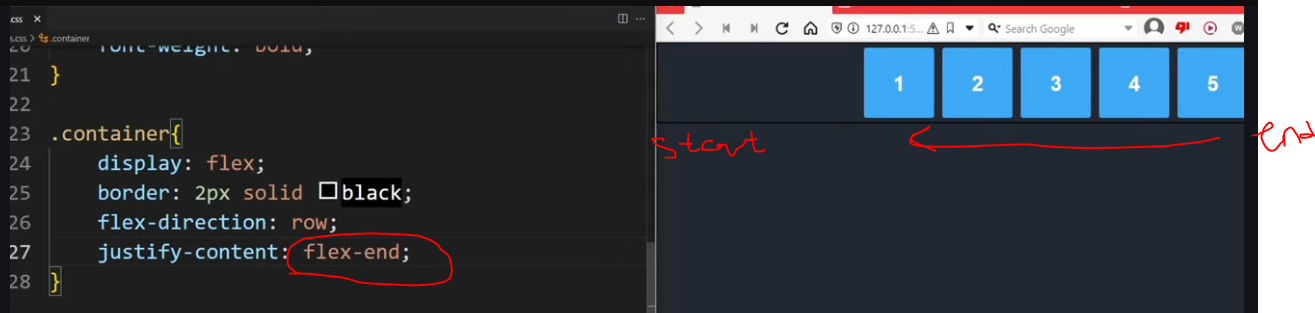 .css ×
s.css > .container
20 font-weight: bold;
21 }
22
23 .container{
24 display: flex;
25 border: 2px solid black;
26 flex-direction: row;
27 justify-content: flex-end;
28 }
127.0.0.1:5...
Search Google
W
1 2 3 4 5
start
end